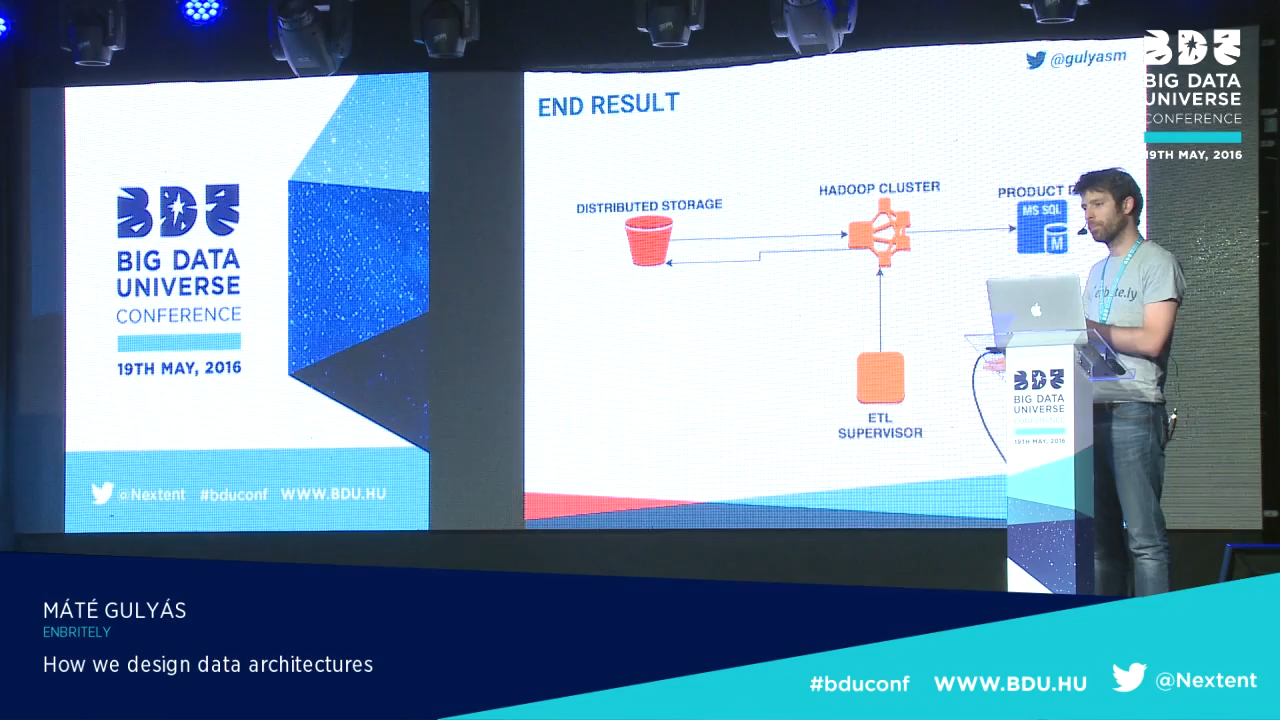 BDU
BIG DATA
UNIVERSE
CONFERENCE
19TH MAY, 2016
@Nextent #bduconf WWW.BDU.HU
@gulyasm
END RESULT
DISTRIBUTED STORAGE
HADOOP CLUSTER
PRODUCT
MS SQL
M
ETL
SUPERVISOR
BDU
BIG DATA
UNIVERSE
CONFERENCE
19TH MAY, 2016
BDU
BIG DATA
UNIVERSE
CONFERENCE
19TH MAY, 2016
MÁTÉ GULYÁS
ENBRITELY
How we design data architectures
#bduconf WWW.BDU.HU @Nextent